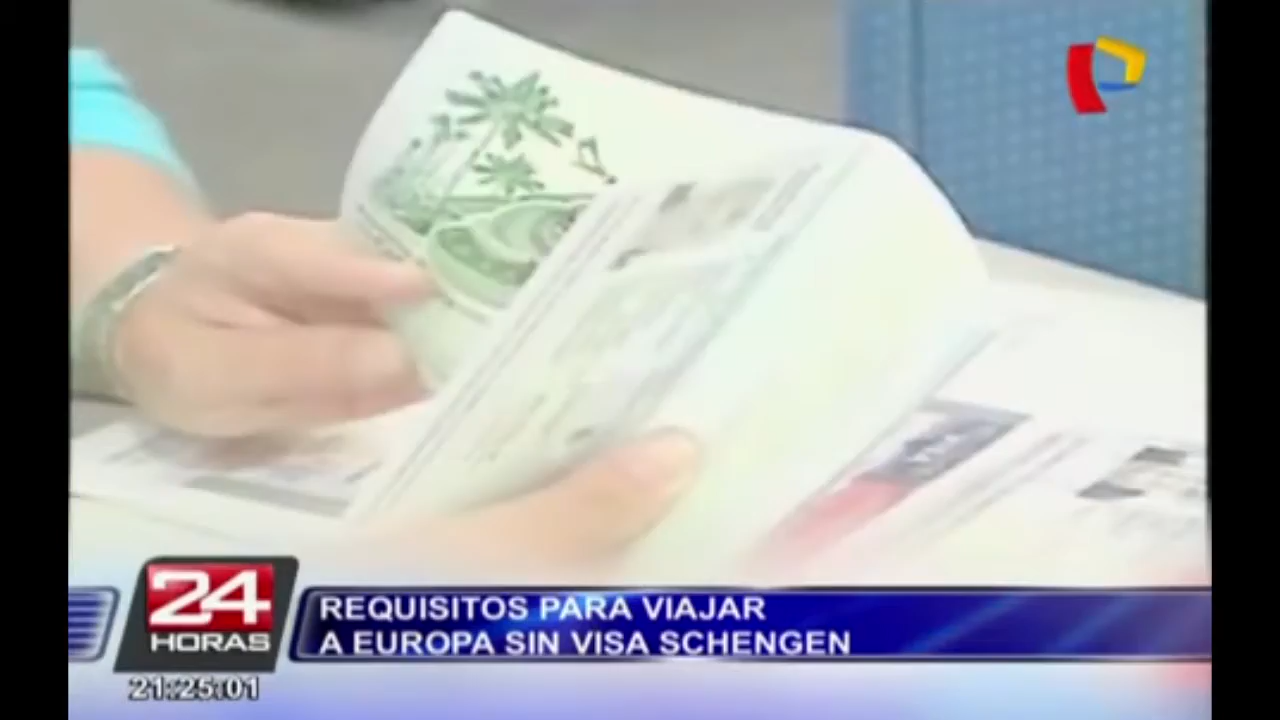 24
HORAS
REQUISITOS PARA VIAJAR
A EUROPA SIN VISA SCHENGEN
21:25:01